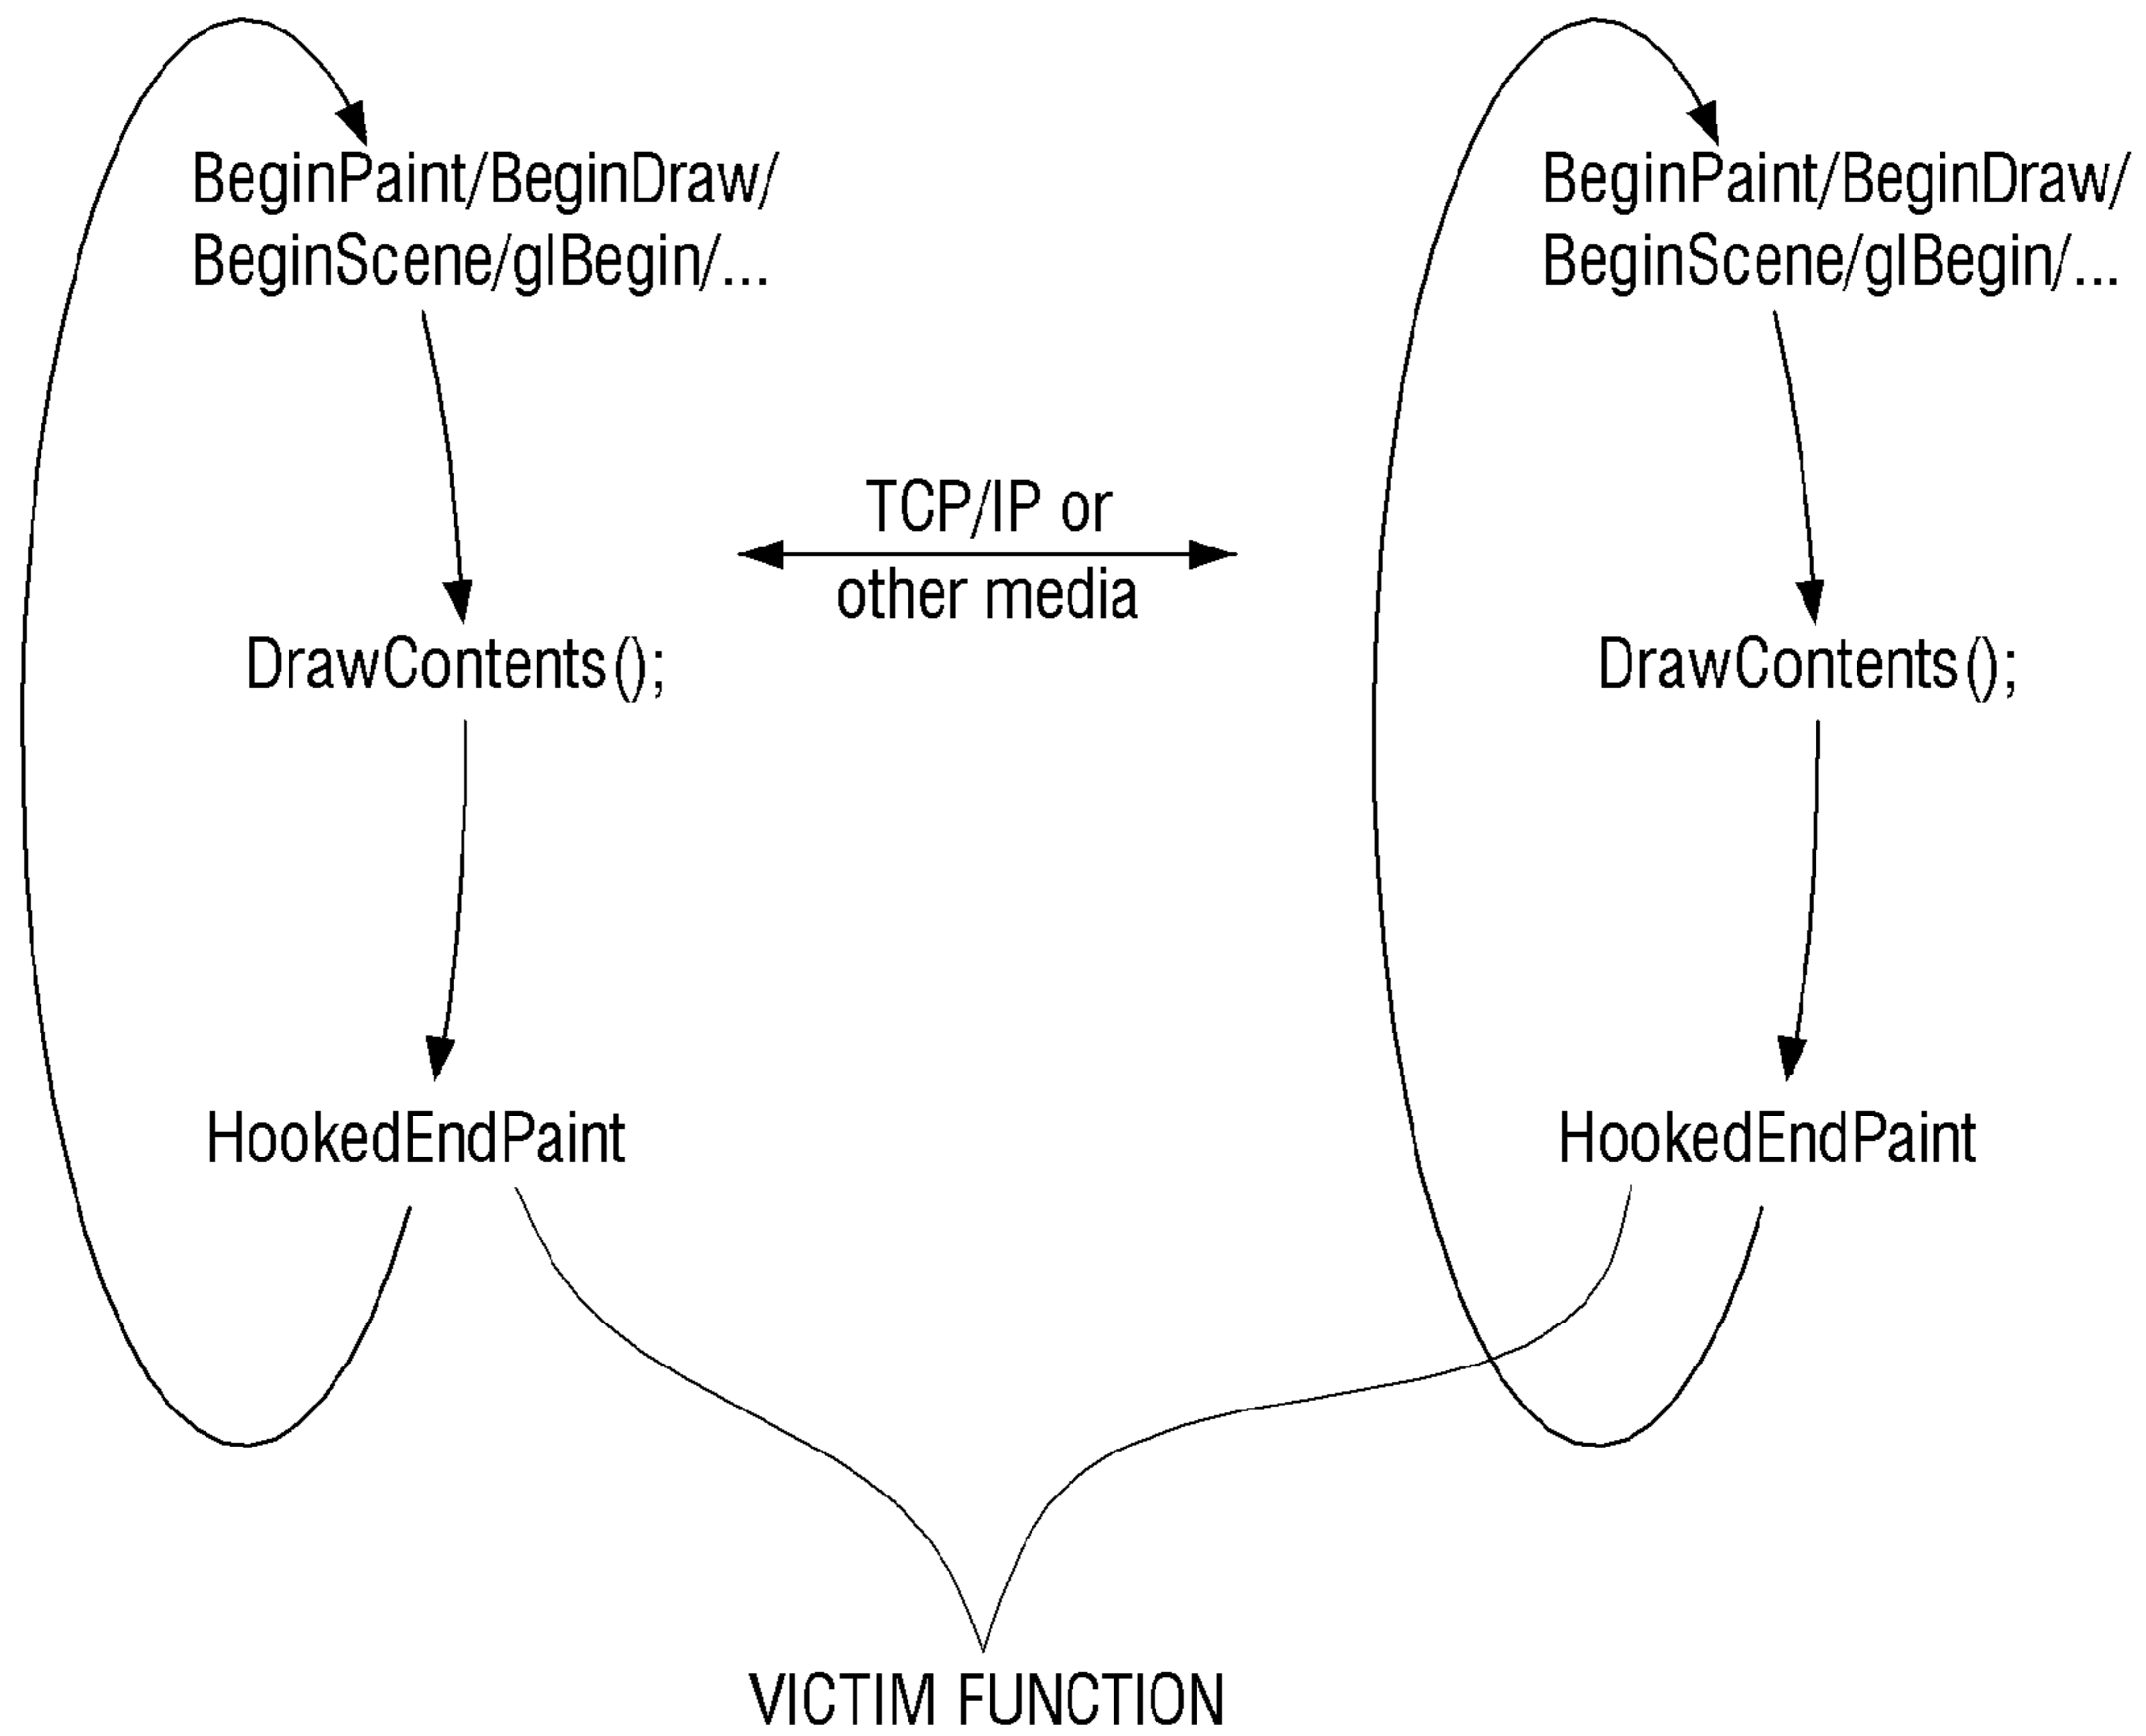 BeginPaint/BeginDraw/
BeginScene/glBegin/...
DrawContents();
HookedEndPaint
TCP/IP or
other media
BeginPaint/BeginDraw/
BeginScene/glBegin/...
DrawContents();
HookedEndPaint
VICTIM FUNCTION